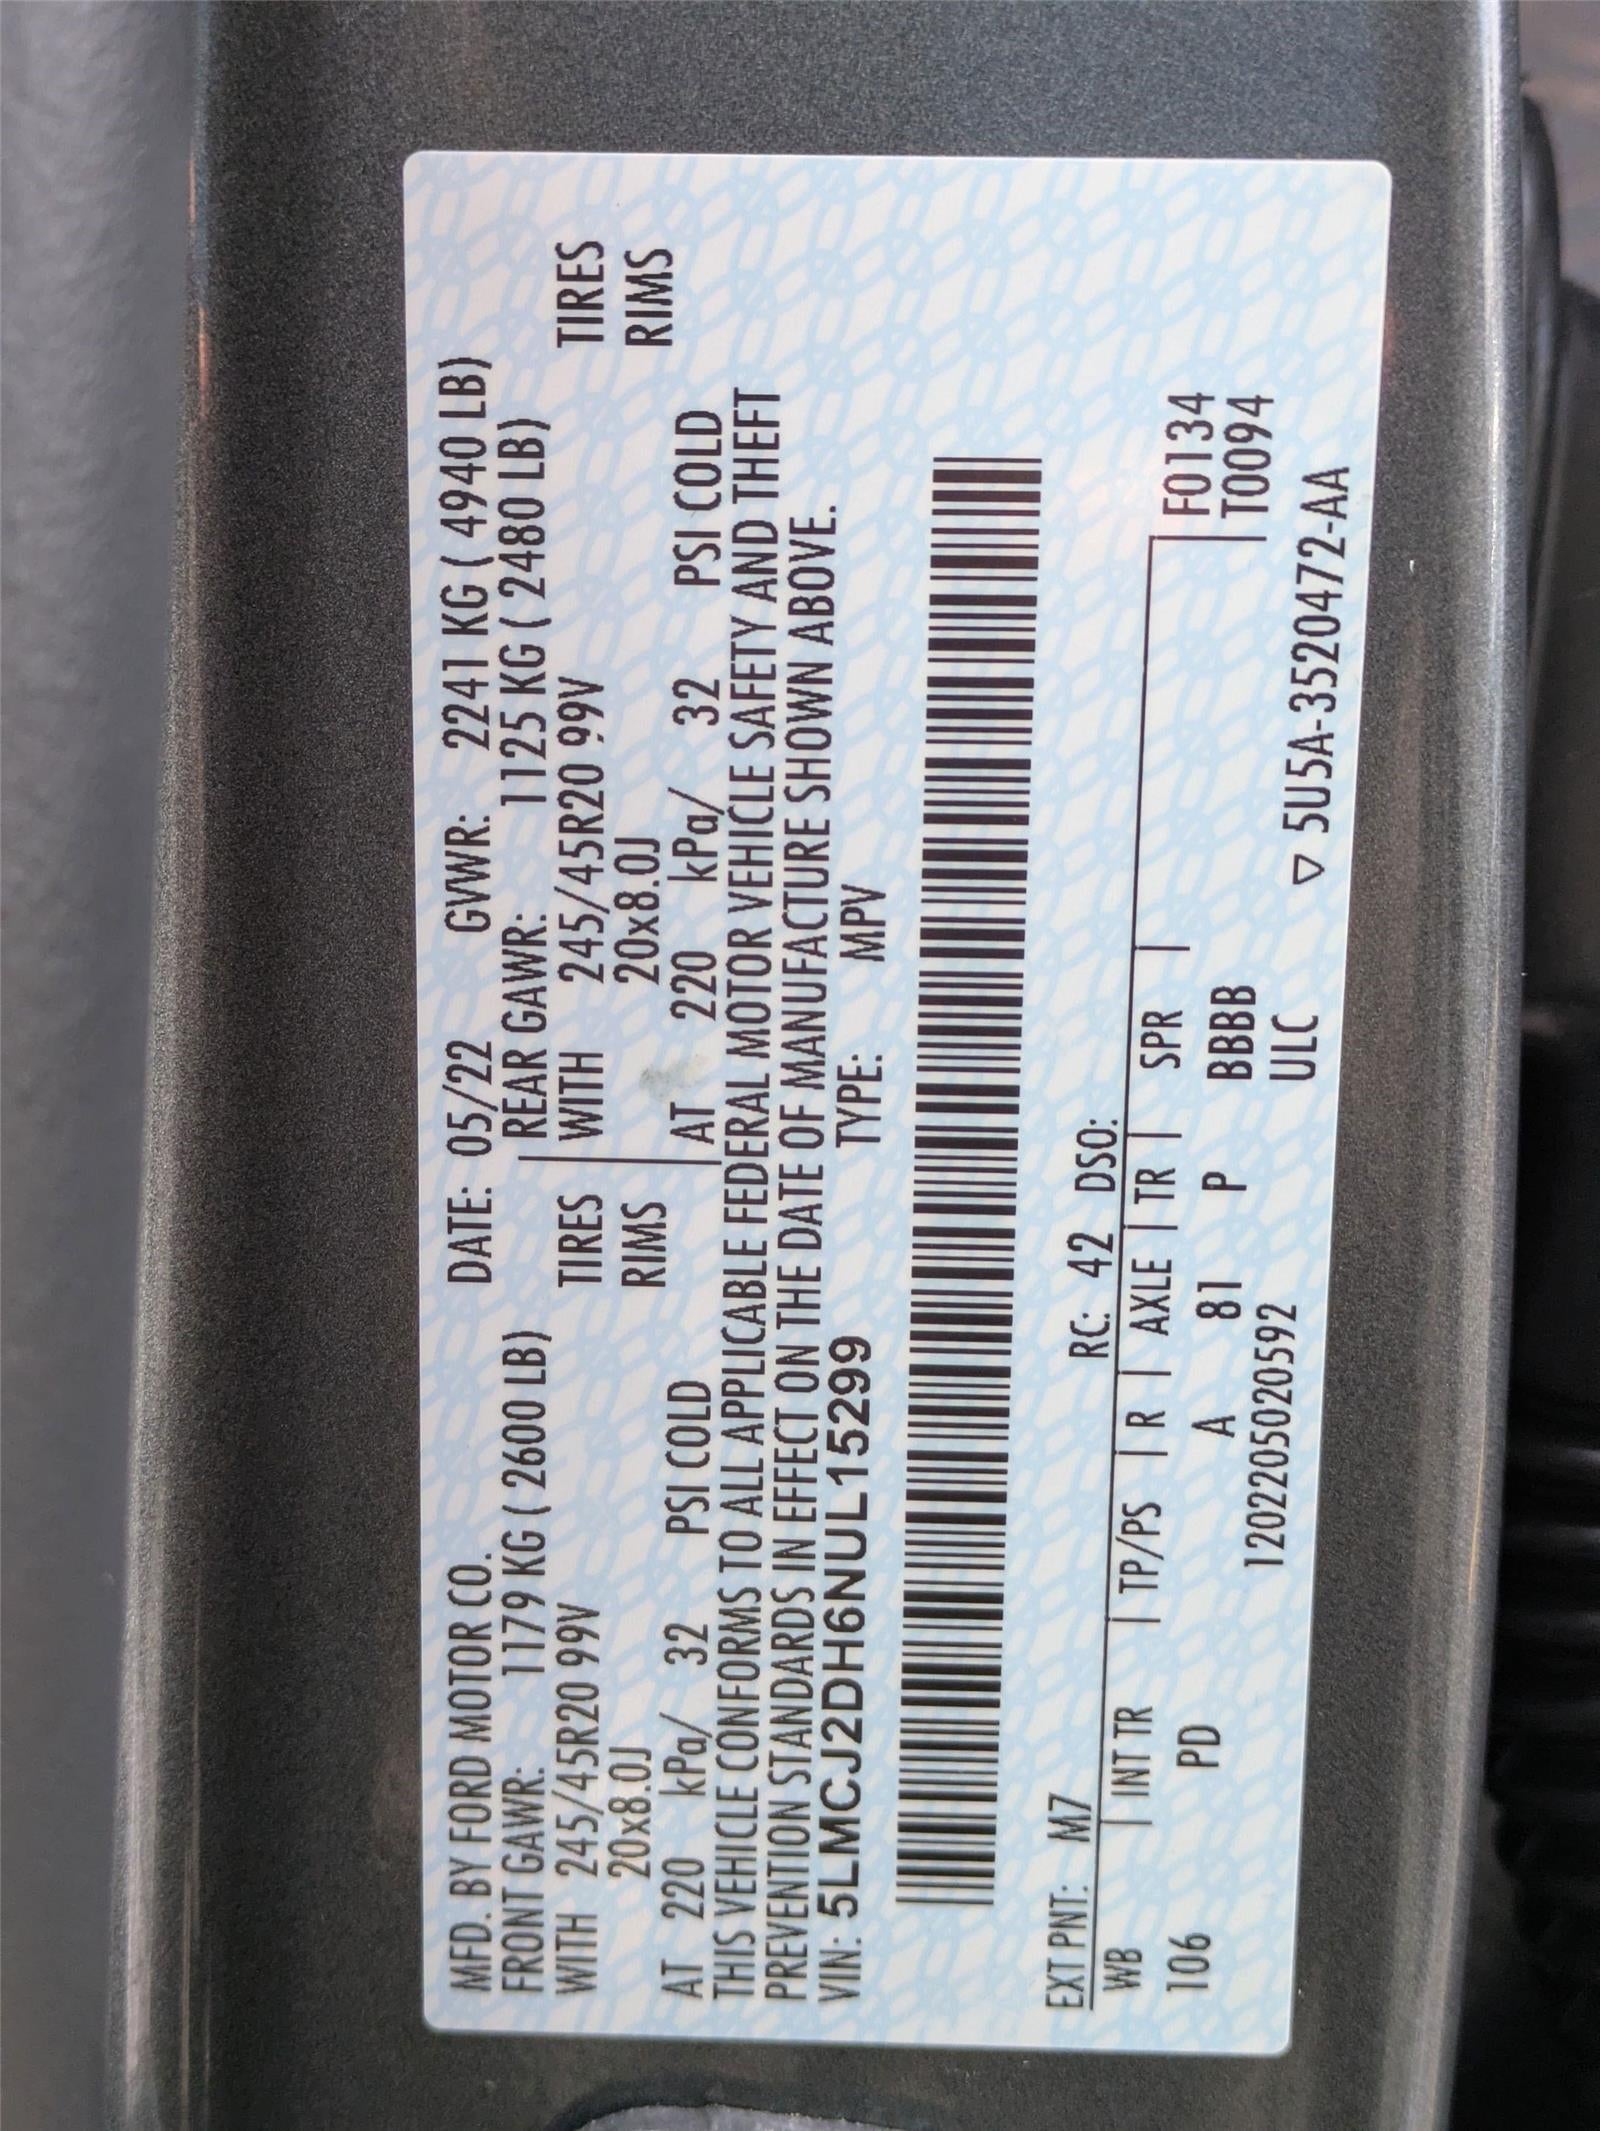 MFD. BY FORD MOTOR CO. DATE: 05/22 GVWR: 2241 KG ( 4940 LB)
FRONT GAWR: 1179 KG ( 2600 LB) REAR GAWR: 1125 KG ( 2480 LB)
WITH 245/45R20 99V TIRES WITH 245/45R20 99V TIRES
20x8.0J RIMS 20x8.0J RIMS
AT 220 kPa/ 32 PSI COLD AT 220 kPa/ 32 PSI COLD
THIS VEHICLE CONFORMS TO ALL APPLICABLE FEDERAL MOTOR VEHICLE SAFETY AND THEFT
PREVENTION STANDARDS IN EFFECT ON THE DATE OF MANUFACTURE SHOWN ABOVE.
VIN: 5LMCJ2DH6NUL15299 TYPE: MPV
EXT PNT: M7 RC: 42 DSO:
WB | INT TR | TP/PS | R | AXLE | TR | SPR | F0134
106 PD A 81 P BBBB T0094
1202205020592 ULC
▽ 5U5A-3520472-AA